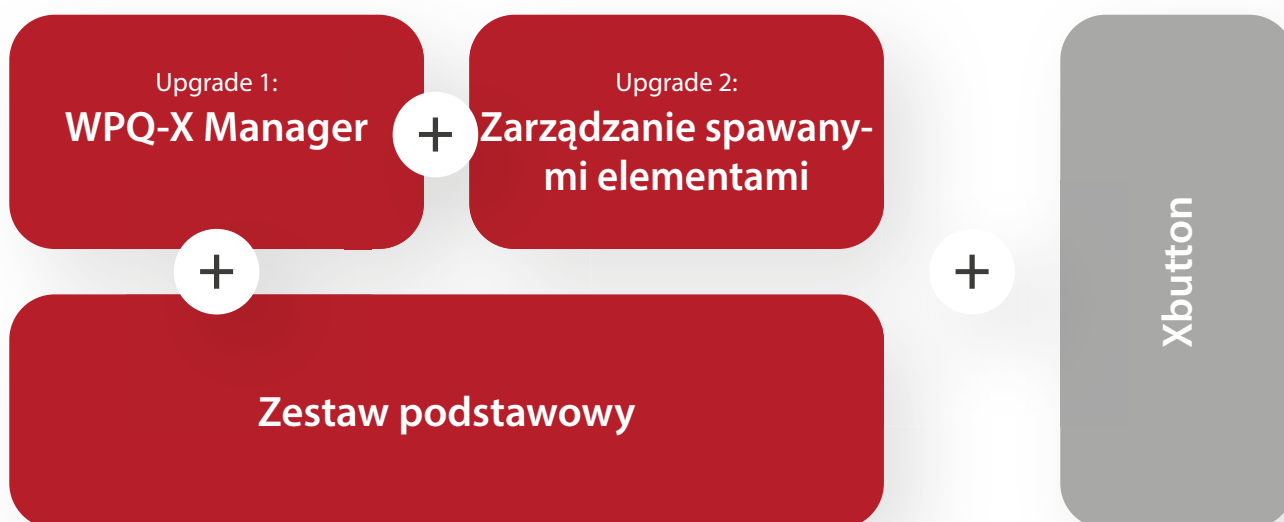 Upgrade 1:
WPQ-X Manager
+
Upgrade 2:
Zarządzanie spawany-
mi elementami
+
+
Zestaw podstawowy
Xbutton